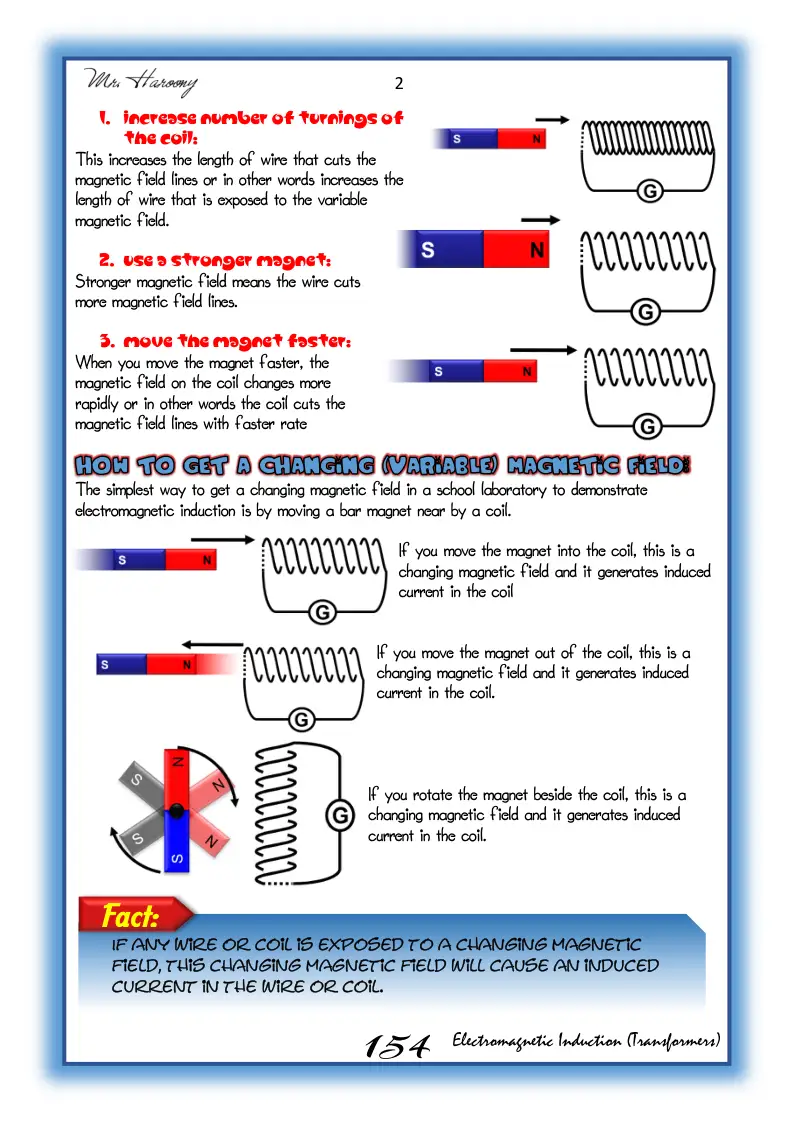 Mr. Haroony
2
1. increase number of turnings of
the coil:
This increases the length of wire that cuts the
magnetic field lines or in other words increases the
length of wire that is exposed to the variable
magnetic field.
S N
G
2. use a stronger magnet:
Stronger magnetic field means the wire cuts
more magnetic field lines.
S N
G
3. move the magnet faster:
When you move the magnet faster, the
magnetic field on the coil changes more
rapidly or in other words the coil cuts the
magnetic field lines with faster rate
S N
G
How to get a changing (variable) magnetic field:
The simplest way to get a changing magnetic field in a school laboratory to demonstrate
electromagnetic induction is by moving a bar magnet near by a coil.
S N
G
If you move the magnet into the coil, this is a
changing magnetic field and it generates induced
current in the coil
S N
G
If you move the magnet out of the coil, this is a
changing magnetic field and it generates induced
current in the coil.
S N N
S S N
G
If you rotate the magnet beside the coil, this is a
changing magnetic field and it generates induced
current in the coil.
Fact:
IF ANY WIRE OR COIL IS EXPOSED TO A CHANGING MAGNETIC
FIELD, THIS CHANGING MAGNETIC FIELD WILL CAUSE AN INDUCED
CURRENT IN THE WIRE OR COIL.
154 Electromagnetic Induction (Transformers)